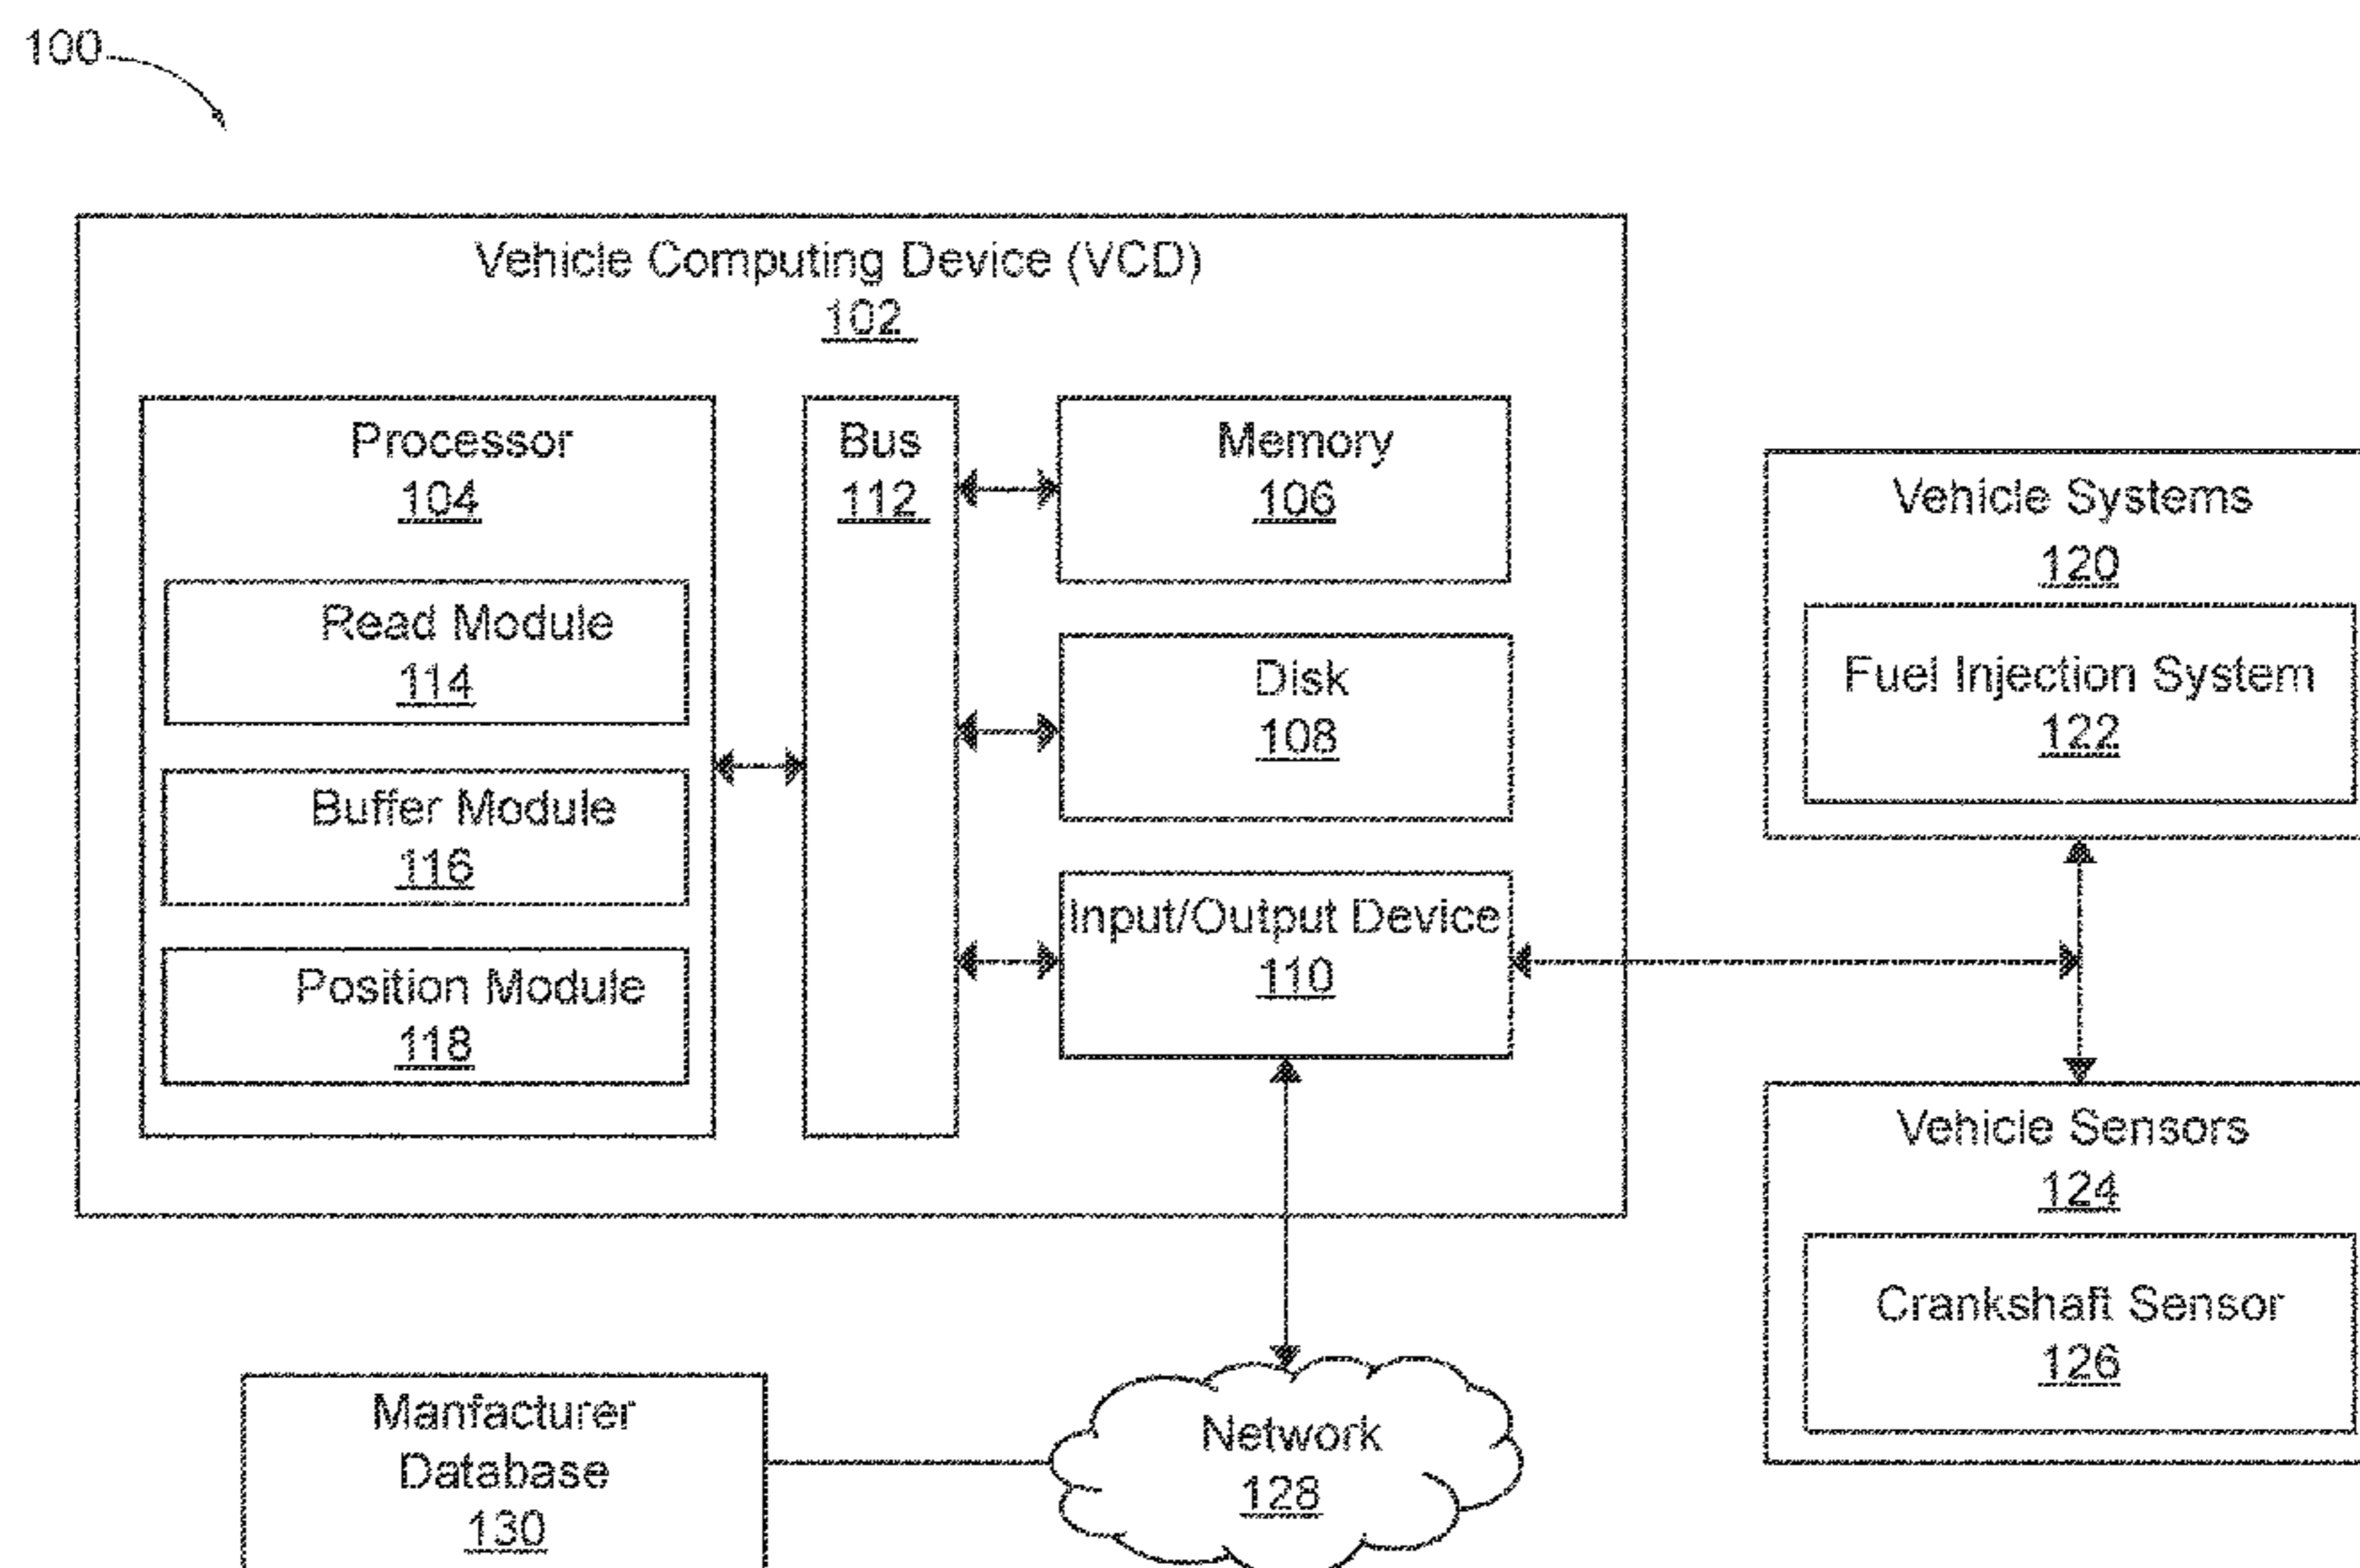 100
Vehicle Computing Device (VCD)
102
Processor
104
Read Module
114
Buffer Module
116
Position Module
118
Bus
112
Memory
106
Disk
108
Input/Output Device
110
Vehicle Systems
120
Fuel Injection System
122
Vehicle Sensors
124
Crankshaft Sensor
126
Manfacturer
Database
130
Network
128